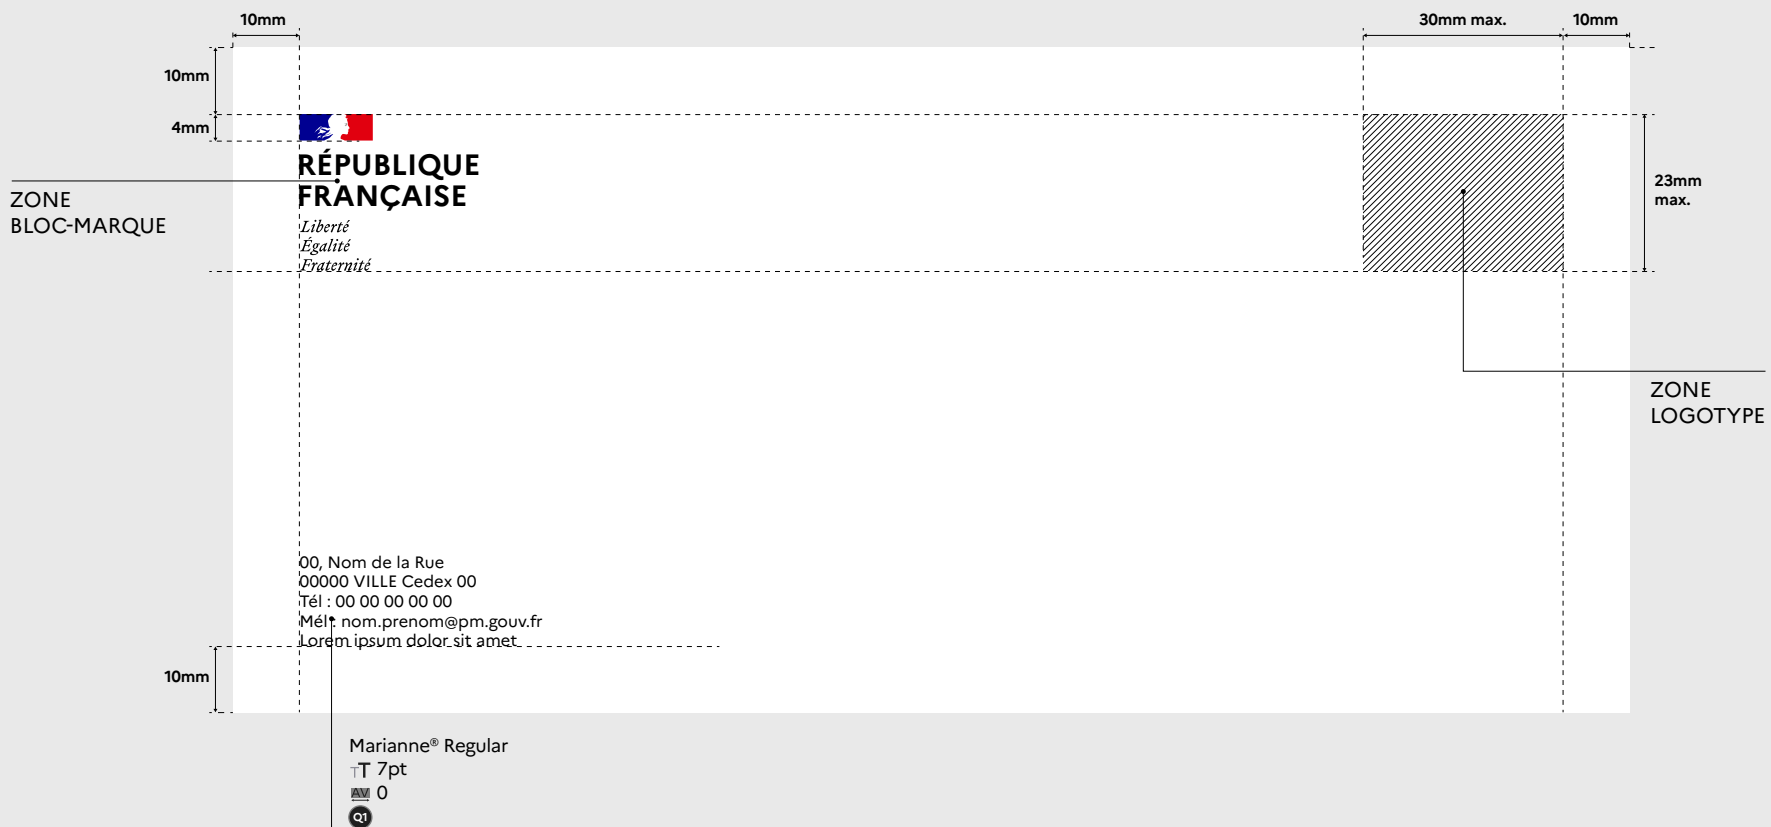 10mm
30mm max.
10mm
10mm
4mm
RÉPUBLIQUE
FRANÇAISE
Liberté
Égalité
Fraternité
ZONE
BLOC-MARQUE
23mm
max.
ZONE
LOGOTYPE
00, Nom de la Rue
00000 VILLE Cedex 00
Tél : 00 00 00 00 00
Mél : nom.prenom@pm.gouv.fr
Lorem ipsum dolor sit amet
10mm
Marianne® Regular
TT 7pt
AV 0
Q1